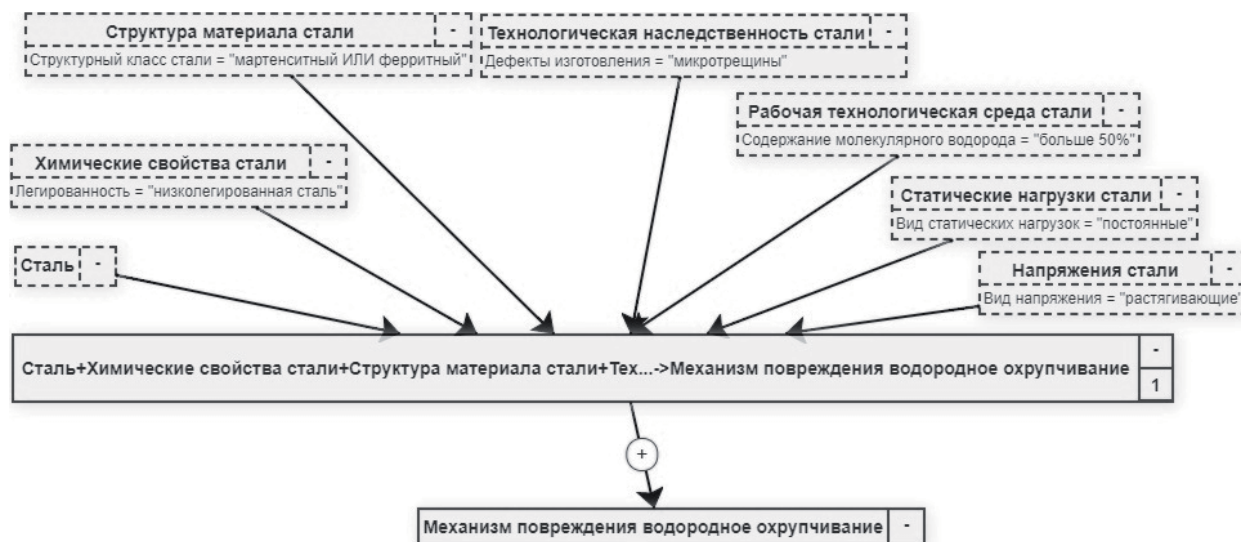 Структура материала стали -
Структурный класс стали = "мартенситный ИЛИ ферритный"
Технологическая наследственность стали -
Дефекты изготовления = "микротрещины"
Рабочая технологическая среда стали -
Содержание молекулярного водорода = "больше 50%"
Химические свойства стали -
Легированность = "низколегированная сталь"
Статические нагрузки стали -
Вид статических нагрузок = "постоянные"
Сталь -
Напряжения стали -
Вид напряжения = "растягивающие"
Сталь+Химические свойства стали+Структура материала стали+Тех...->Механизм повреждения водородное охрупчивание -
1
+
Механизм повреждения водородное охрупчивание -